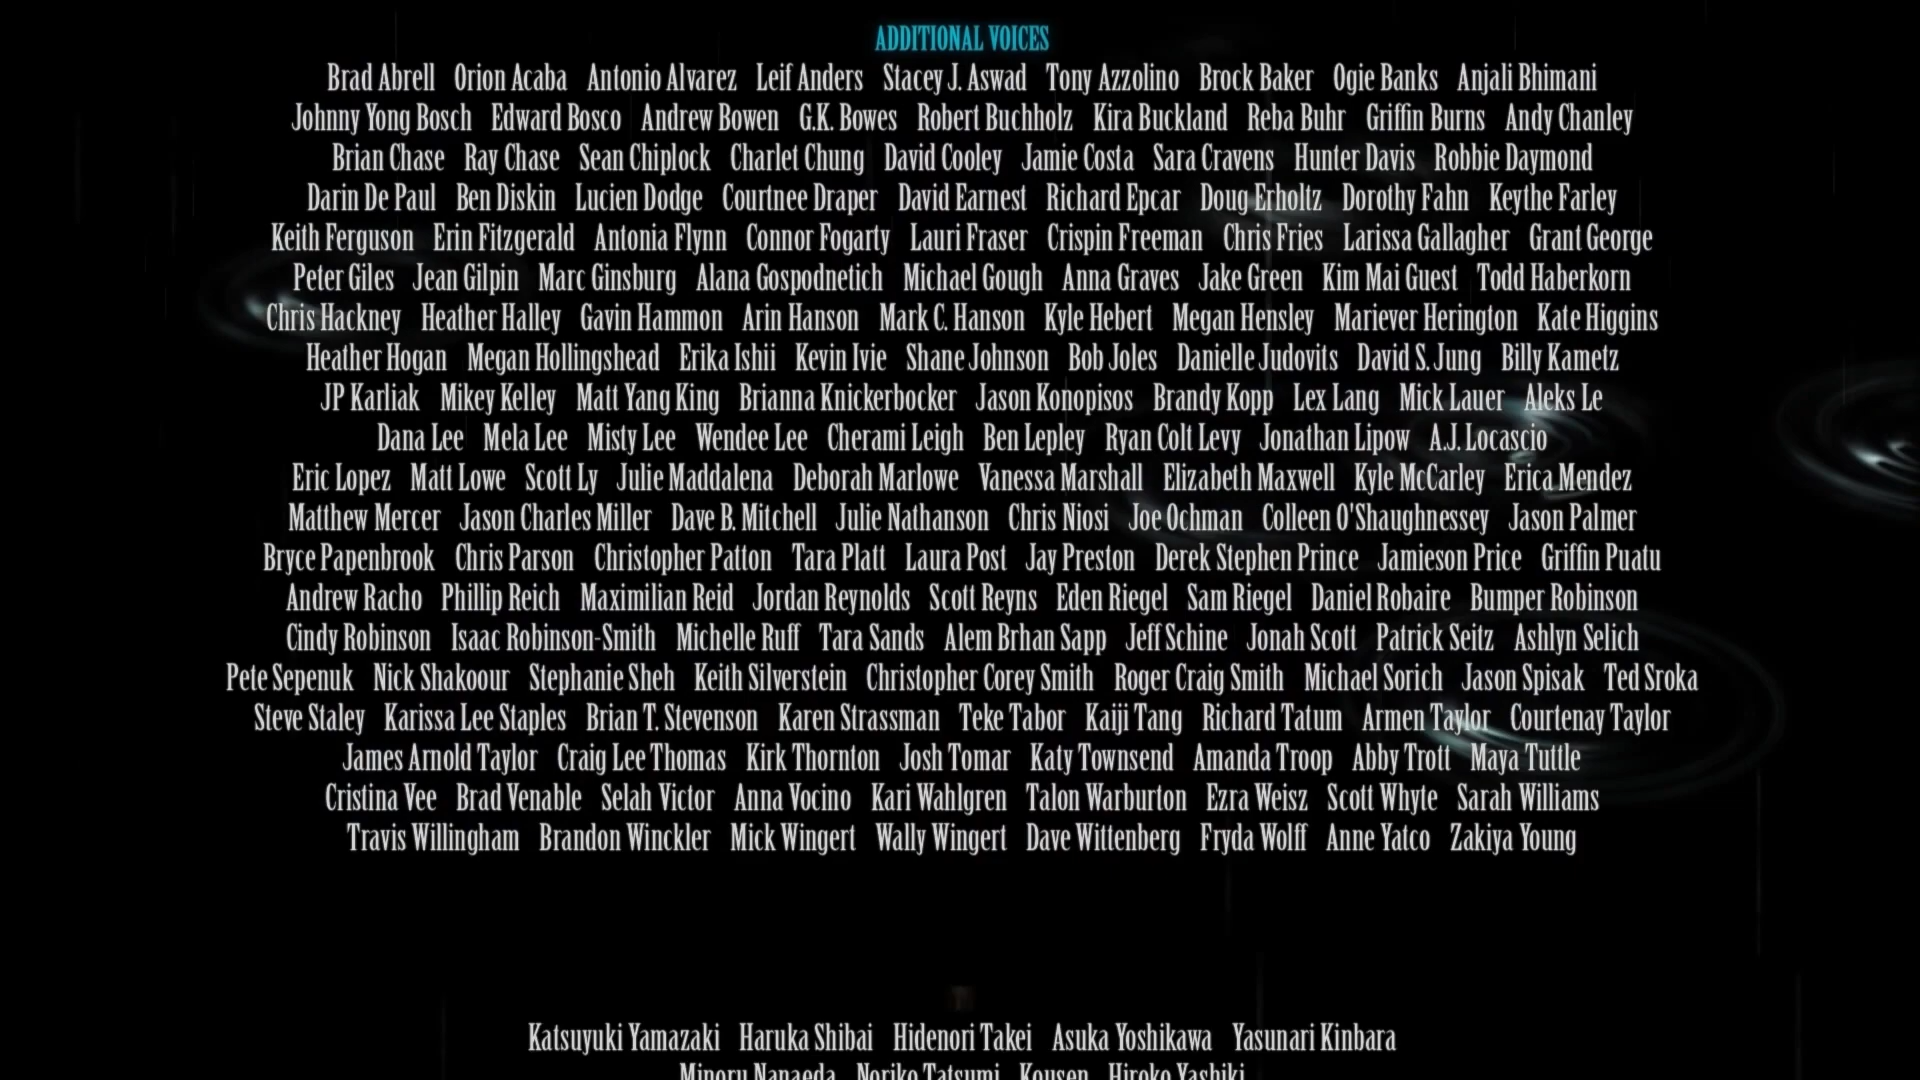 ADDITIONAL VOICES
Brad Abrell Orion Acaba Antonio Alvarez Leif Anders Stacey J. Aswad Tony Azzolino Brock Baker Ogie Banks Anjali Bhimani
Johnny Yong Bosch Edward Bosco Andrew Bowen G.K. Bowes Robert Buchholz Kira Buckland Reba Buhr Griffin Burns Andy Chanley
Brian Chase Ray Chase Sean Chiplock Charlet Chung David Cooley Jamie Costa Sara Cravens Hunter Davis Robbie Daymond
Darin De Paul Ben Diskin Lucien Dodge Courtnee Draper David Earnest Richard Epcar Doug Erholtz Dorothy Fahn Keythe Farley
Keith Ferguson Erin Fitzgerald Antonia Flynn Connor Fogarty Lauri Fraser Crispin Freeman Chris Fries Larissa Gallagher Grant George
Peter Giles Jean Gilpin Marc Ginsburg Alana Gospodnetich Michael Gough Anna Graves Jake Green Kim Mai Guest Todd Haberkorn
Chris Hackney Heather Halley Gavin Hammon Arin Hanson Mark C. Hanson Kyle Hebert Megan Hensley Mariever Herington Kate Higgins
Heather Hogan Megan Hollingshead Erika Ishii Kevin Ivie Shane Johnson Bob Joles Danielle Judovits David S. Jung Billy Kametz
JP Karliak Mikey Kelley Matt Yang King Brianna Knickerbocker Jason Konopisos Brandy Kopp Lex Lang Mick Lauer Aleks Le
Dana Lee Mela Lee Misty Lee Wendee Lee Cherami Leigh Ben Lepley Ryan Colt Levy Jonathan Lipow A.J. Locascio
Eric Lopez Matt Lowe Scott Ly Julie Maddalena Deborah Marlowe Vanessa Marshall Elizabeth Maxwell Kyle McCarley Erica Mendez
Matthew Mercer Jason Charles Miller Dave B. Mitchell Julie Nathanson Chris Niosi Joe Ochman Colleen O'Shaughnessey Jason Palmer
Bryce Papenbrook Chris Parson Christopher Patton Tara Platt Laura Post Jay Preston Derek Stephen Prince Jamieson Price Griffin Puatu
Andrew Racho Phillip Reich Maximilian Reid Jordan Reynolds Scott Reyns Eden Riegel Sam Riegel Daniel Robaire Bumper Robinson
Cindy Robinson Isaac Robinson-Smith Michelle Ruff Tara Sands Alem Brhan Sapp Jeff Schine Jonah Scott Patrick Seitz Ashlyn Selich
Pete Sepenuk Nick Shakoour Stephanie Sheh Keith Silverstein Christopher Corey Smith Roger Craig Smith Michael Sorich Jason Spisak Ted Sroka
Steve Staley Karissa Lee Staples Brian T. Stevenson Karen Strassman Teke Tabor Kaiji Tang Richard Tatum Armen Taylor Courtenay Taylor
James Arnold Taylor Craig Lee Thomas Kirk Thornton Josh Tomar Katy Townsend Amanda Troop Abby Trott Maya Tuttle
Cristina Vee Brad Venable Selah Victor Anna Vocino Kari Wahlgren Talon Warburton Ezra Weisz Scott Whyte Sarah Williams
Travis Willingham Brandon Winckler Mick Wingert Wally Wingert Dave Wittenberg Fryda Wolff Anne Yatco Zakiya Young
Katsuyuki Yamazaki Haruka Shibai Hidenori Takei Asuka Yoshikawa Yasunari Kinbara
Minoru Nanaeda Noriko Tatsumi Kousen Hiroko Yashiki